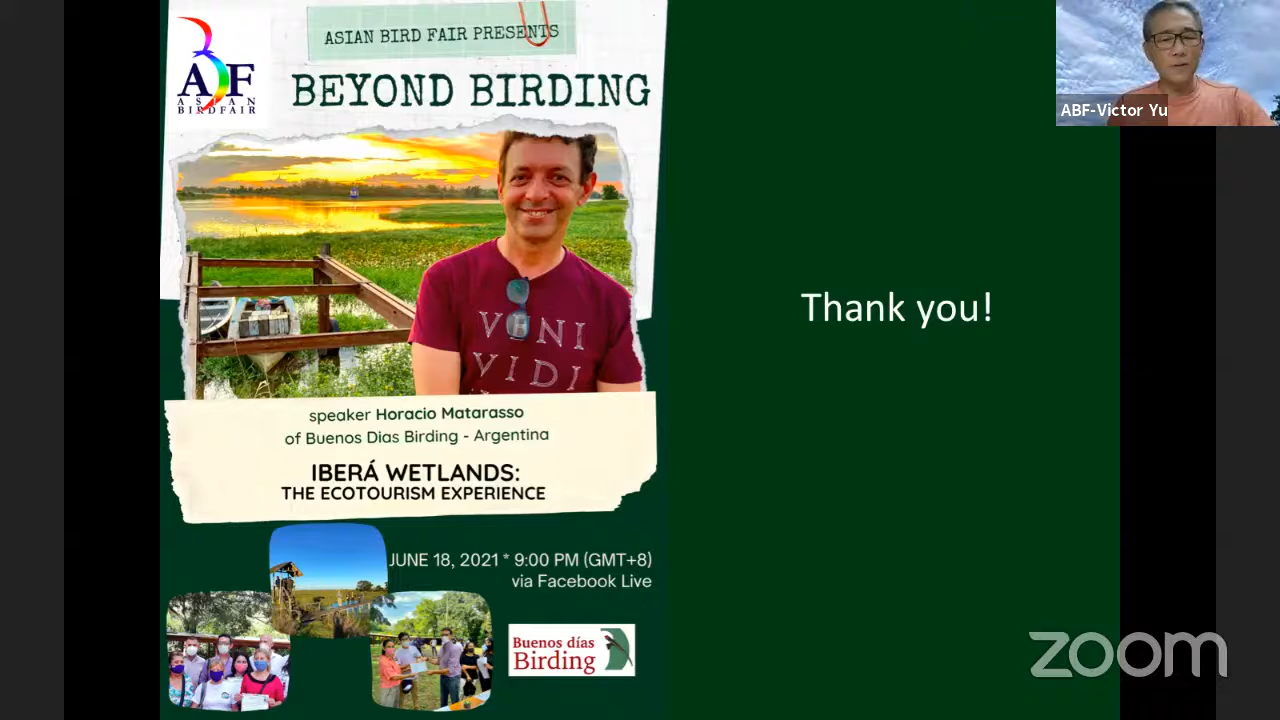 ASIAN BIRD FAIR PRESENTS
ABF
ASIAN
BIRDFAIR
BEYOND BIRDING
VENI
VIDI
speaker Horacio Matarasso
of Buenos Dias Birding - Argentina
IBERÁ WETLANDS:
THE ECOTOURISM EXPERIENCE
JUNE 18, 2021 * 9:00 PM (GMT+8)
via Facebook Live
Buenos días
Birding
Thank you!
ABF-Victor Yu
zoom